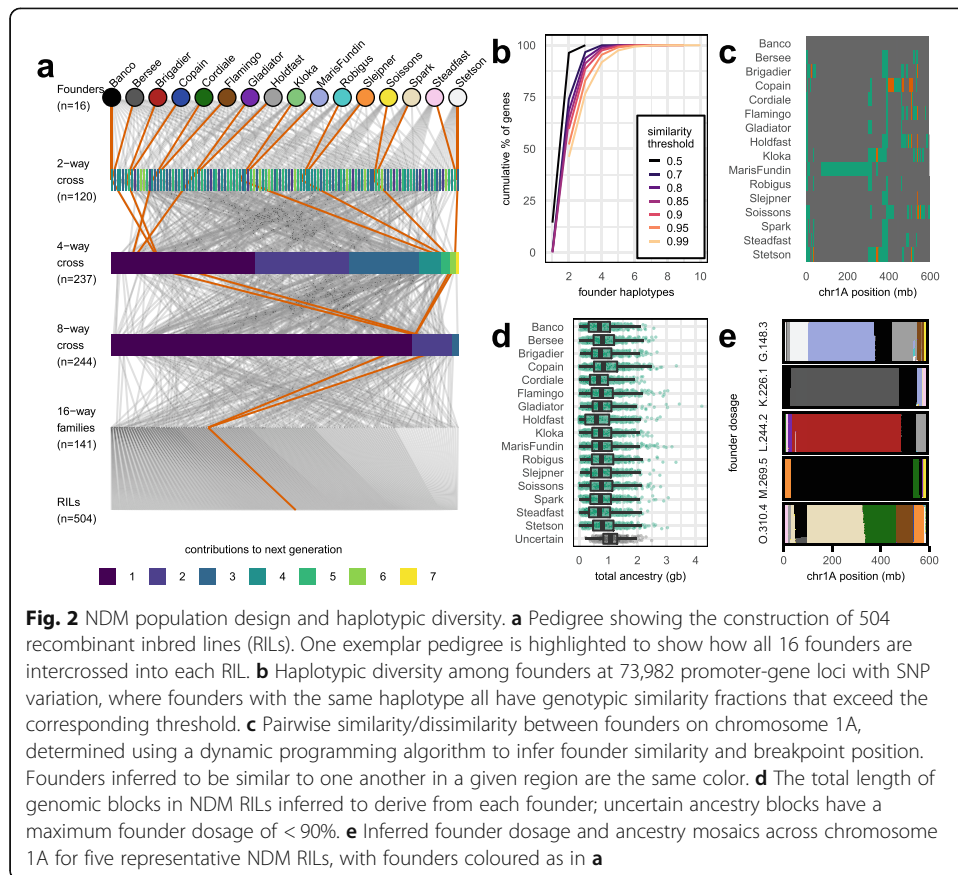 a
Founders
(n=16)
Banco
Bersee
Brigadier
Copain
Cordiale
Flamingo
Gladiator
Holdfast
Kloka
MarisFundin
Robigus
Slejpner
Soissons
Spark
Steadfast
Stetson
2−way
cross
(n=120)
4−way
cross
(n=237)
8−way
cross
(n=244)
16−way
families
(n=141)
RILs
(n=504)
contributions to next generation
1
2
3
4
5
6
7
b
cumulative % of genes
100
75
50
25
0
similarity
threshold
0.5
0.7
0.8
0.85
0.9
0.95
0.99
2
4
6
8
10
founder haplotypes
c
Banco
Bersee
Brigadier
Copain
Cordiale
Flamingo
Gladiator
Holdfast
Kloka
MarisFundin
Robigus
Slejpner
Soissons
Spark
Steadfast
Stetson
0
200
400
600
chr1A position (mb)
d
Banco
Bersee
Brigadier
Copain
Cordiale
Flamingo
Gladiator
Holdfast
Kloka
MarisFundin
Robigus
Slejpner
Soissons
Spark
Steadfast
Stetson
Uncertain
0
1
2
3
4
total ancestry (gb)
e
founder dosage
G.148.3
K.226.1
L.244.2
M.269.5
O.310.4
0
200
400
600
chr1A position (mb)
Fig. 2 NDM population design and haplotypic diversity. a Pedigree showing the construction of 504
recombinant inbred lines (RILs). One exemplar pedigree is highlighted to show how all 16 founders are
intercrossed into each RIL. b Haplotypic diversity among founders at 73,982 promoter-gene loci with SNP
variation, where founders with the same haplotype all have genotypic similarity fractions that exceed the
corresponding threshold. c Pairwise similarity/dissimilarity between founders on chromosome 1A,
determined using a dynamic programming algorithm to infer founder similarity and breakpoint position.
Founders inferred to be similar to one another in a given region are the same color. d The total length of
genomic blocks in NDM RILs inferred to derive from each founder; uncertain ancestry blocks have a
maximum founder dosage of < 90%. e Inferred founder dosage and ancestry mosaics across chromosome
1A for five representative NDM RILs, with founders coloured as in a